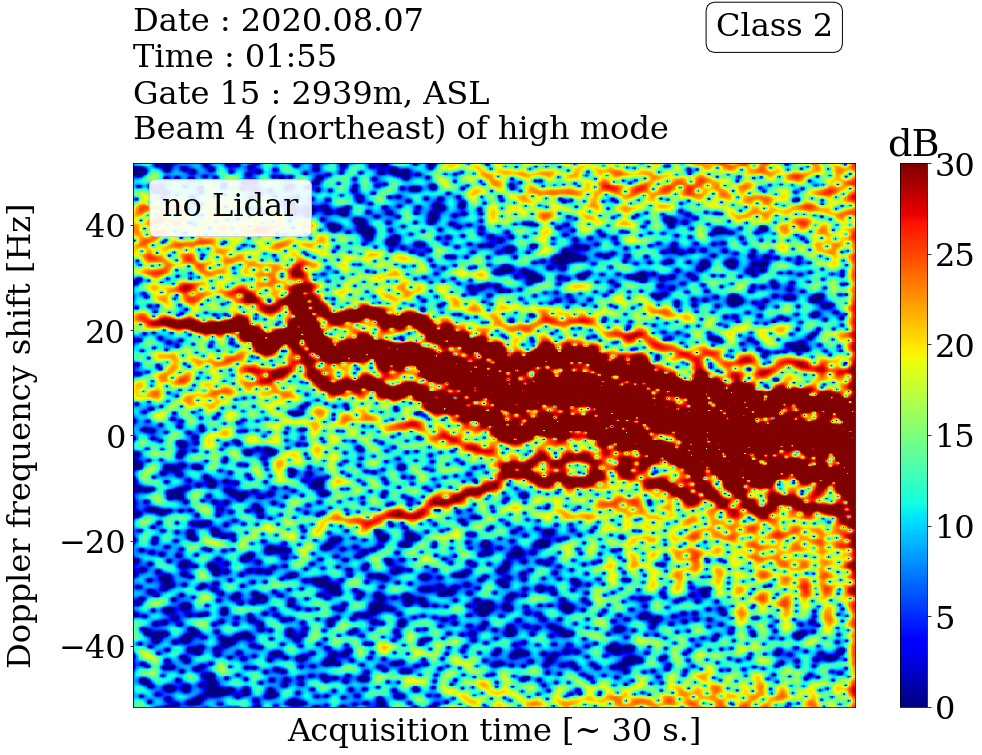 Date : 2020.08.07
Time : 01:55
Gate 15 : 2939m, ASL
Beam 4 (northeast) of high mode
Class 2
dB
no Lidar
Doppler frequency shift [Hz]
40
20
0
−20
−40
30
25
20
15
10
5
0
Acquisition time [~ 30 s.]